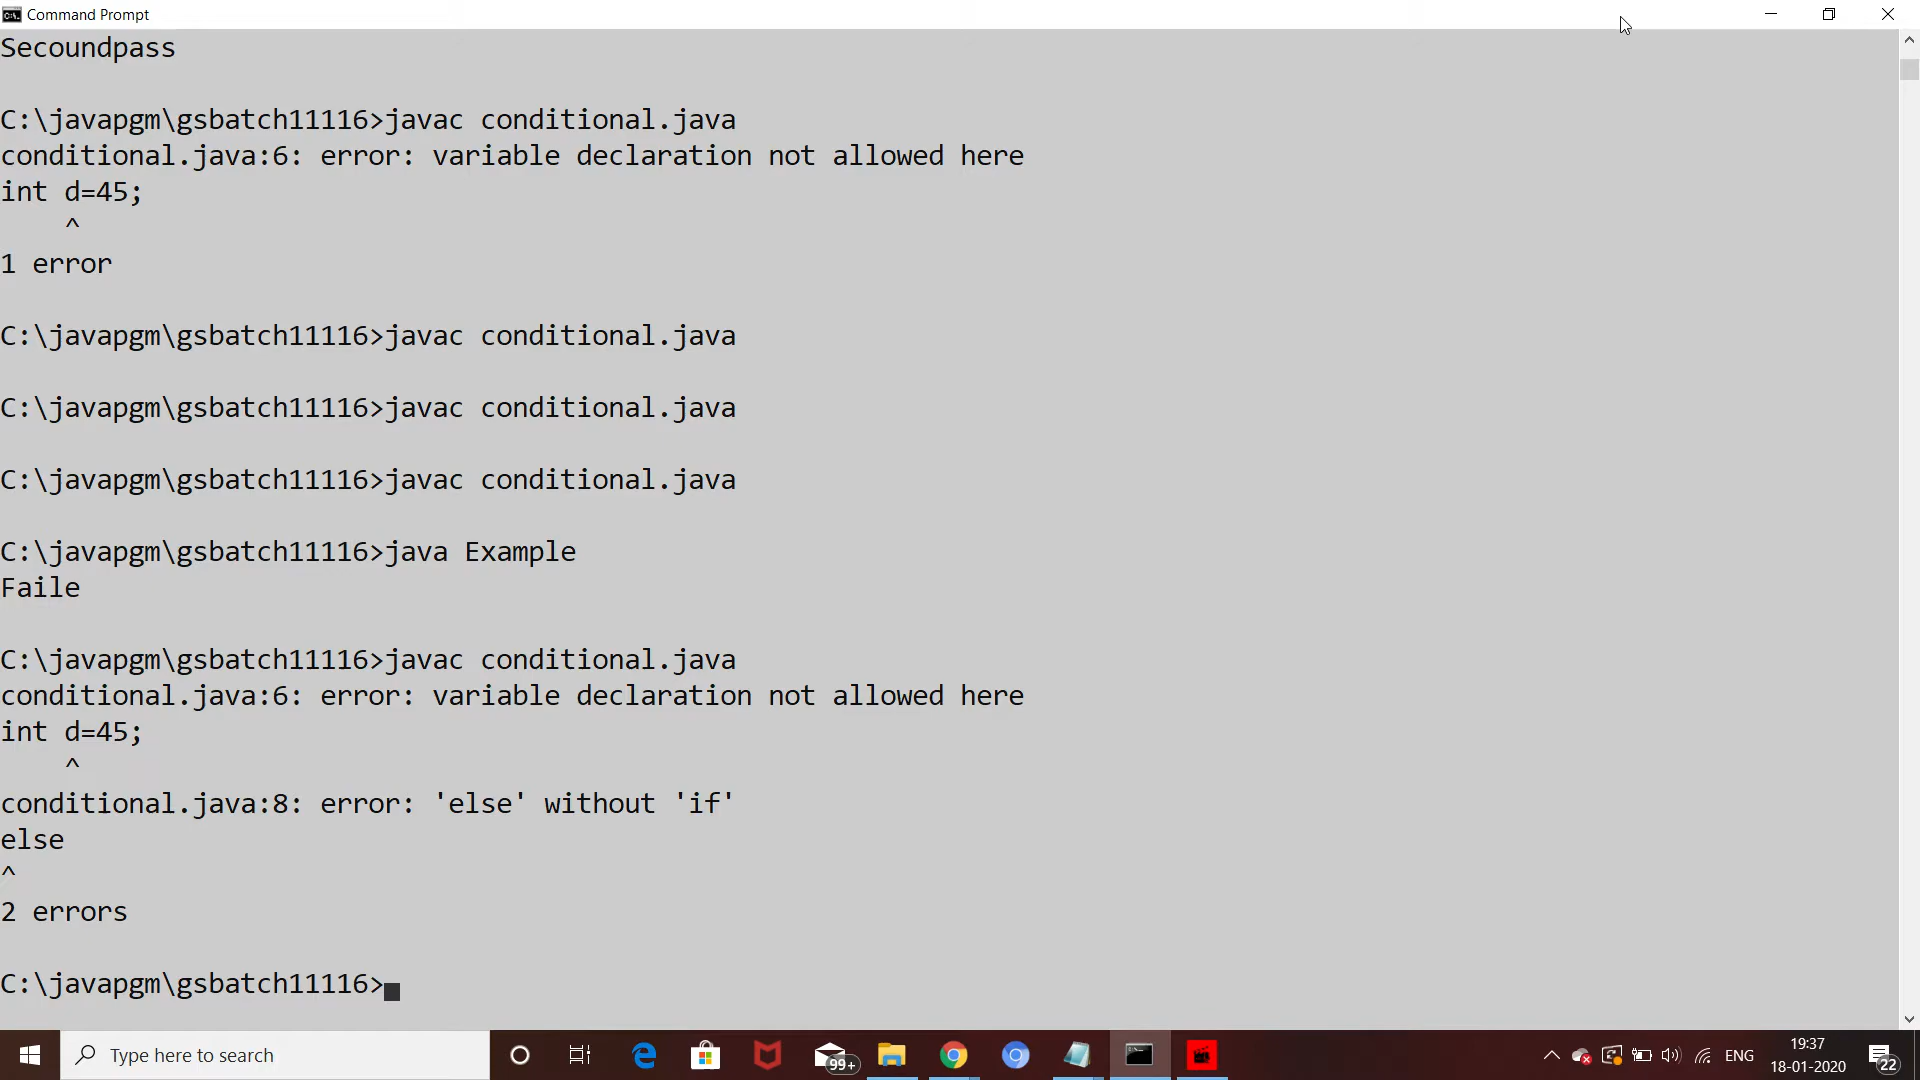 Command Prompt
Secoundpass
C:\javapgm\gsbatch11116>javac conditional.java
conditional.java:6: error: variable declaration not allowed here
int d=45;
^
1 error
C:\javapgm\gsbatch11116>javac conditional.java
C:\javapgm\gsbatch11116>javac conditional.java
C:\javapgm\gsbatch11116>javac conditional.java
C:\javapgm\gsbatch11116>java Example
Faile
C:\javapgm\gsbatch11116>javac conditional.java
conditional.java:6: error: variable declaration not allowed here
int d=45;
^
conditional.java:8: error: 'else' without 'if'
else
^
2 errors
C:\javapgm\gsbatch11116>
Type here to search
99+
ENG
19:37
18-01-2020
22